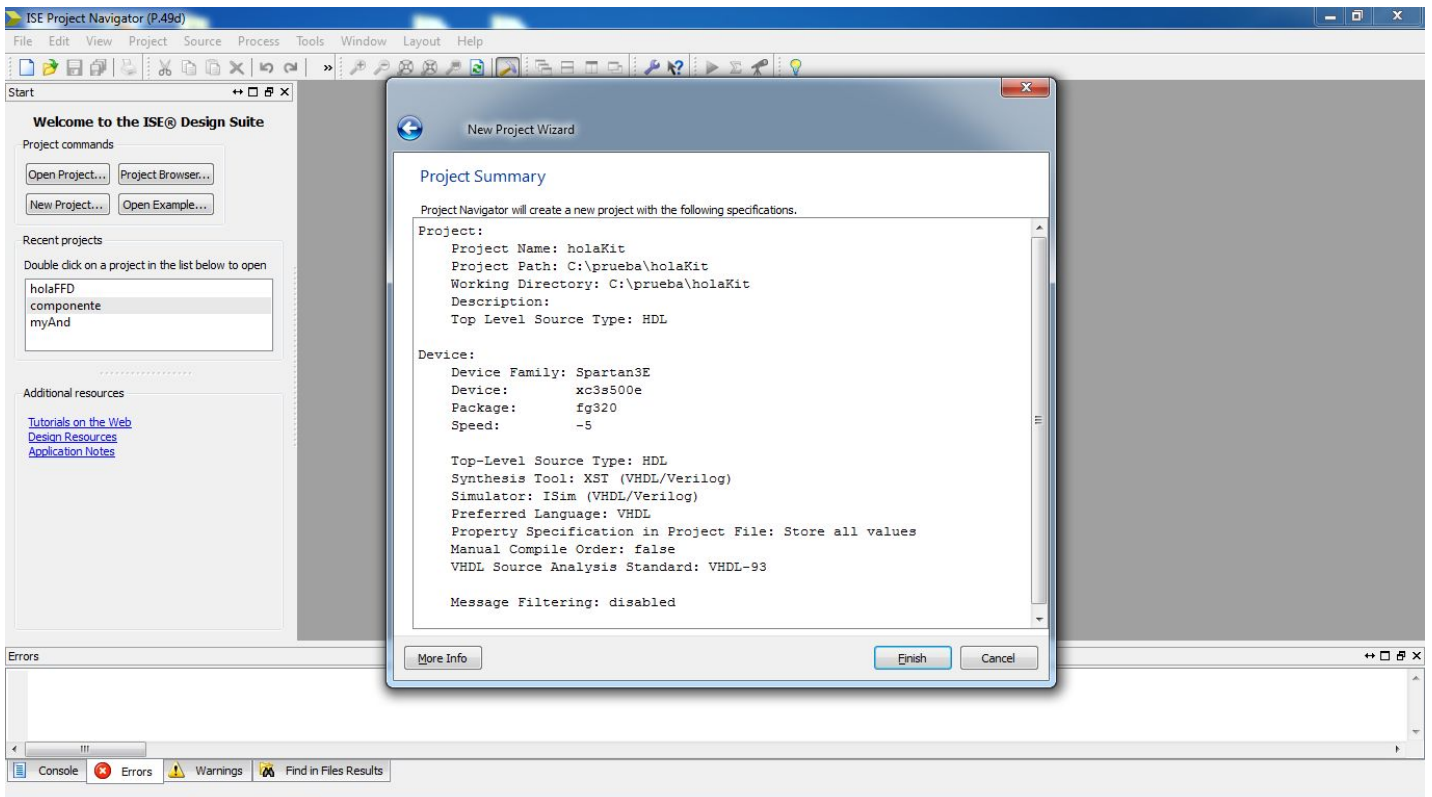 ISE Project Navigator (P.49d)
File Edit View Project Source Process Tools Window Layout Help
Start
Welcome to the ISE® Design Suite
Project commands
Open Project... Project Browser...
New Project... Open Example...
Recent projects
Double click on a project in the list below to open
holaFFD
componente
myAnd
Additional resources
Tutorials on the Web
Design Resources
Application Notes
New Project Wizard
Project Summary
Project Navigator will create a new project with the following specifications.
Project:
Project Name: holaKit
Project Path: C:\prueba\holaKit
Working Directory: C:\prueba\holaKit
Description:
Top Level Source Type: HDL
Device:
Device Family: Spartan3E
Device: xc3s500e
Package: fg320
Speed: -5
Top-Level Source Type: HDL
Synthesis Tool: XST (VHDL/Verilog)
Simulator: ISim (VHDL/Verilog)
Preferred Language: VHDL
Property Specification in Project File: Store all values
Manual Compile Order: false
VHDL Source Analysis Standard: VHDL-93
Message Filtering: disabled
More Info Finish Cancel
Errors
Console Errors Warnings Find in Files Results